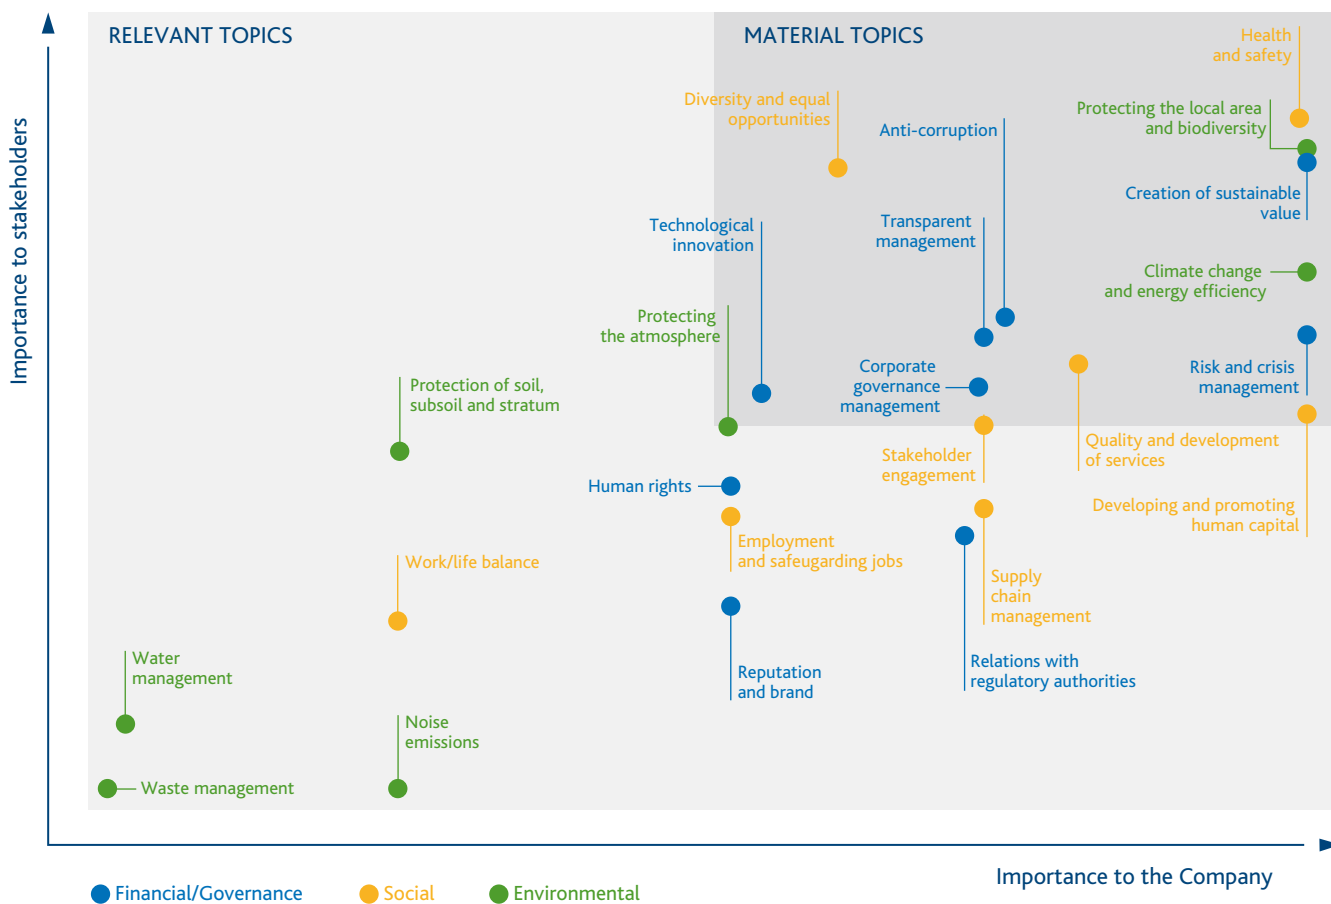 RELEVANT TOPICS
MATERIAL TOPICS
Health
and safety
Diversity and equal
opportunities
Protecting the local area
and biodiversity
Anti-corruption
Creation of sustainable
value
Technological
innovation
Transparent
management
Climate change
and energy efficiency
Protecting
the atmosphere
Corporate
governance
management
Risk and crisis
management
Protection of soil,
subsoil and stratum
Quality and development
of services
Stakeholder
engagement
Human rights
Developing and promoting
human capital
Employment
and safeugarding jobs
Work/life balance
Supply
chain
management
Water
management
Reputation
and brand
Relations with
regulatory authorities
Noise
emissions
Waste management
Importance to stakeholders
Importance to the Company
Financial/Governance
Social
Environmental